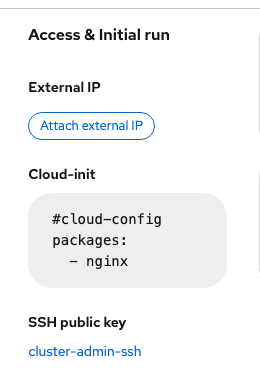 Access & Initial run
External IP
Attach external IP
Cloud-init
#cloud-config
packages:
  - nginx
SSH public key
cluster-admin-ssh